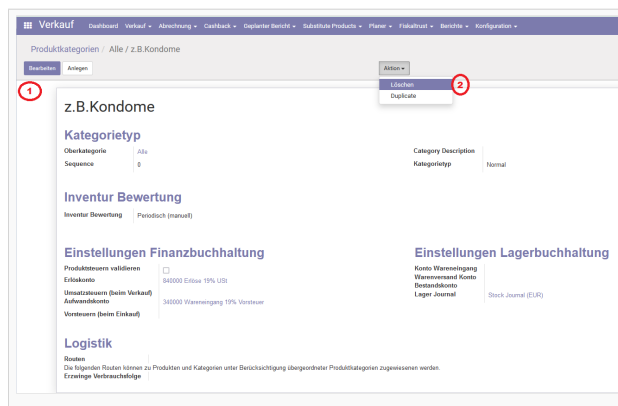 Verkauf Dashboard Verkauf Abrechnung Cashback Geplanter Bericht Substitute Products Planer Fiskaltrust Berichte Konfiguration
Produktkategorien / Alle / z.B.Kondome
Bearbeiten Anlegen Aktion
1
Löschen 2
Duplicate
z.B.Kondome
Kategorietyp
Oberkategorie Alle Category Description
Sequence 0 Kategorietyp Normal
Inventur Bewertung
Inventur Bewertung Periodisch (manuell)
Einstellungen Finanzbuchhaltung Einstellungen Lagerbuchhaltung
Produktsteuern validieren Konto Wareneingang
Erlöskonto 840000 Erlöse 19% USt Warenversand Konto
Bestandskonto
Umsatzsteuern (beim Verkauf) Lager Journal Stock Journal (EUR)
Aufwandskonto 340000 Wareneingang 19% Vorsteuer
Vorsteuern (beim Einkauf)
Logistik
Routen
Die folgenden Routen können zu Produkten und Kategorien unter Berücksichtigung übergeordneter Produktkategorien zugewiesenen werden.
Erzwinge Verbrauchsfolge